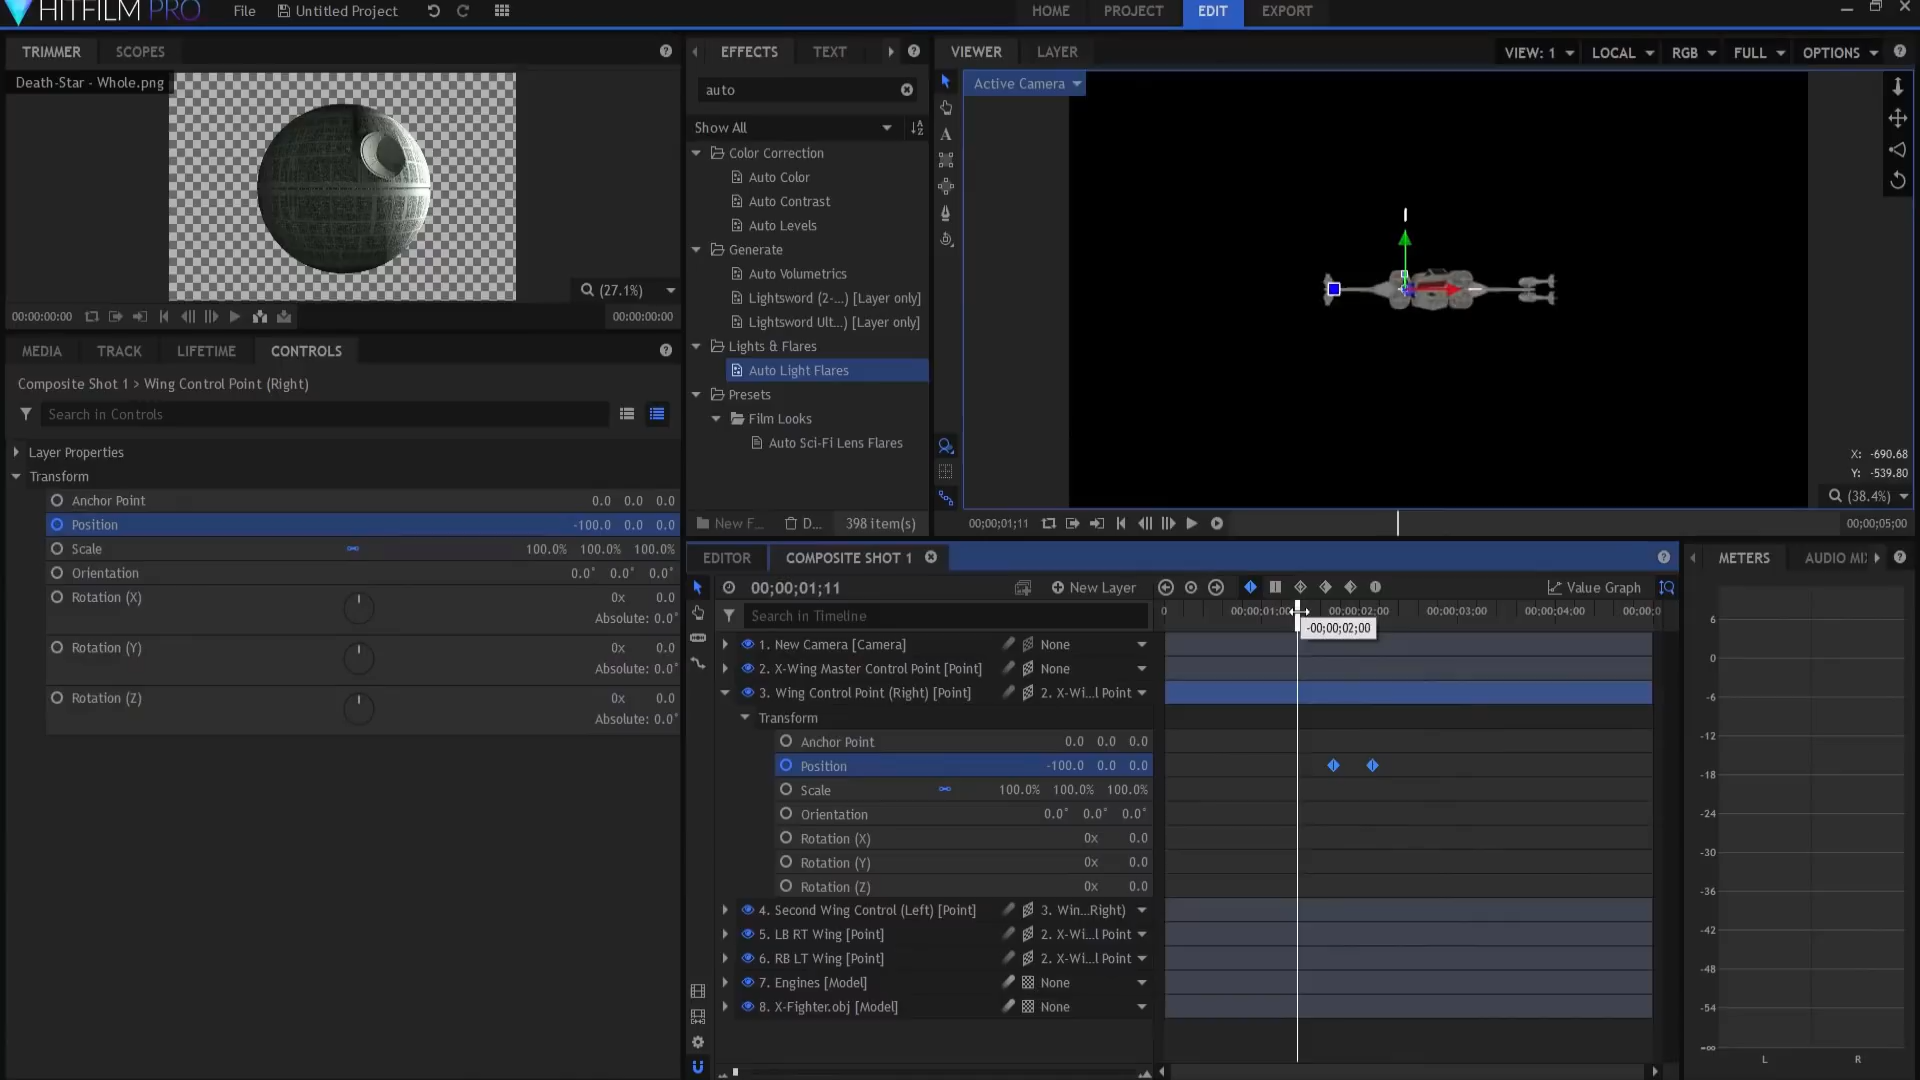 HITFILM PRO
File
Untitled Project
HOME
PROJECT
EDIT
EXPORT
TRIMMER
SCOPES
Death-Star - Whole.png
(27.1%)
00:00:00:00
00:00:00:00
MEDIA
TRACK
LIFETIME
CONTROLS
Composite Shot 1 > Wing Control Point (Right)
Search in Controls
Layer Properties
Transform
Anchor Point 0.0 0.0 0.0
Position -100.0 0.0 0.0
Scale 100.0% 100.0% 100.0%
Orientation 0.0° 0.0° 0.0°
Rotation (X) 0x 0.0
Absolute: 0.0°
Rotation (Y) 0x 0.0
Absolute: 0.0°
Rotation (Z) 0x 0.0
Absolute: 0.0°
EFFECTS
TEXT
auto
Show All
Color Correction
Auto Color
Auto Contrast
Auto Levels
Generate
Auto Volumetrics
Lightsword (2-...) [Layer only]
Lightsword Ult...) [Layer only]
Lights & Flares
Auto Light Flares
Presets
Film Looks
Auto Sci-Fi Lens Flares
New F...
D...
398 item(s)
VIEWER
LAYER
VIEW: 1
LOCAL
RGB
FULL
OPTIONS
Active Camera
X: -690.68
Y: -539.80
(38.4%)
00;00;01;11
00;00;05;00
EDITOR
COMPOSITE SHOT 1
00;00;01;11
New Layer
Value Graph
Search in Timeline
0
00;00;01;00
00;00;02;00
00;00;03;00
00;00;04;00
00;00;0
-00;00;02;00
1. New Camera [Camera] None
2. X-Wing Master Control Point [Point] None
3. Wing Control Point (Right) [Point] 2. X-Wi...l Point
Transform
Anchor Point 0.0 0.0 0.0
Position -100.0 0.0 0.0
Scale 100.0% 100.0% 100.0%
Orientation 0.0° 0.0° 0.0°
Rotation (X) 0x 0.0
Rotation (Y) 0x 0.0
Rotation (Z) 0x 0.0
4. Second Wing Control (Left) [Point] 3. Win...Right)
5. LB RT Wing [Point] 2. X-Wi...l Point
6. RB LT Wing [Point] 2. X-Wi...l Point
7. Engines [Model] None
8. X-Fighter.obj [Model] None
METERS
AUDIO MI
6
0
-6
-12
-18
-24
-30
-36
-42
-48
-54
-∞
L
R